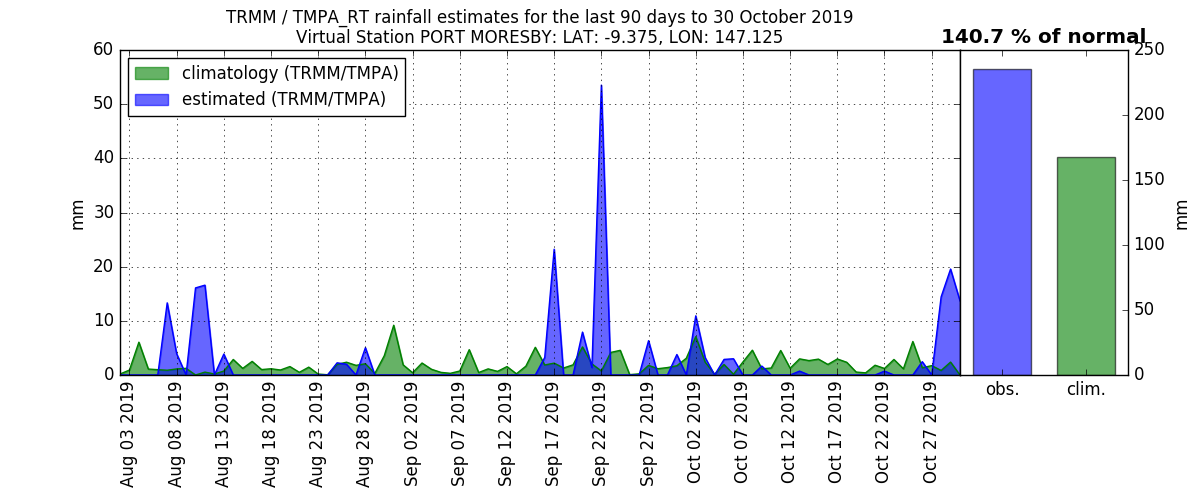 TRMM / TMPA_RT rainfall estimates for the last 90 days to 30 October 2019
Virtual Station PORT MORESBY: LAT: -9.375, LON: 147.125
140.7 % of normal
climatology (TRMM/TMPA)
estimated (TRMM/TMPA)
60
50
40
30
20
10
0
mm
Aug 03 2019
Aug 08 2019
Aug 13 2019
Aug 18 2019
Aug 23 2019
Aug 28 2019
Sep 02 2019
Sep 07 2019
Sep 12 2019
Sep 17 2019
Sep 22 2019
Sep 27 2019
Oct 02 2019
Oct 07 2019
Oct 12 2019
Oct 17 2019
Oct 22 2019
Oct 27 2019
obs.
clim.
250
200
150
100
50
0
mm